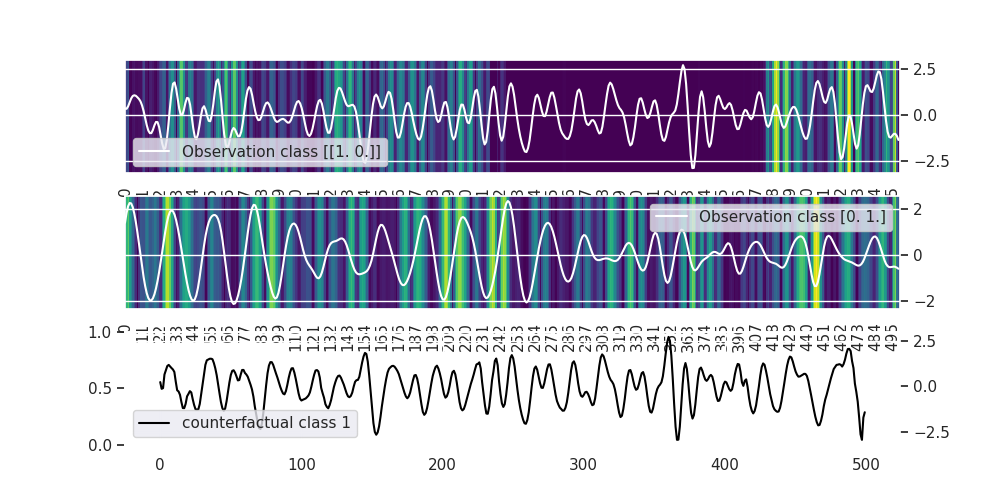 2.5
0.0
−2.5
Observation class [[1. 0.]]
Observation class [0. 1.]
2
0
−2
0 11 22 33 44 55 66 77 88 99 110 121 132 143 154 165 176 187 198 209 220 231 242 253 264 275 286 297 308 319 330 341 352 363 374 385 396 407 418 429 440 451 462 473 484 495
1.0
0.5
0.0
2.5
0.0
−2.5
counterfactual class 1
0 100 200 300 400 500